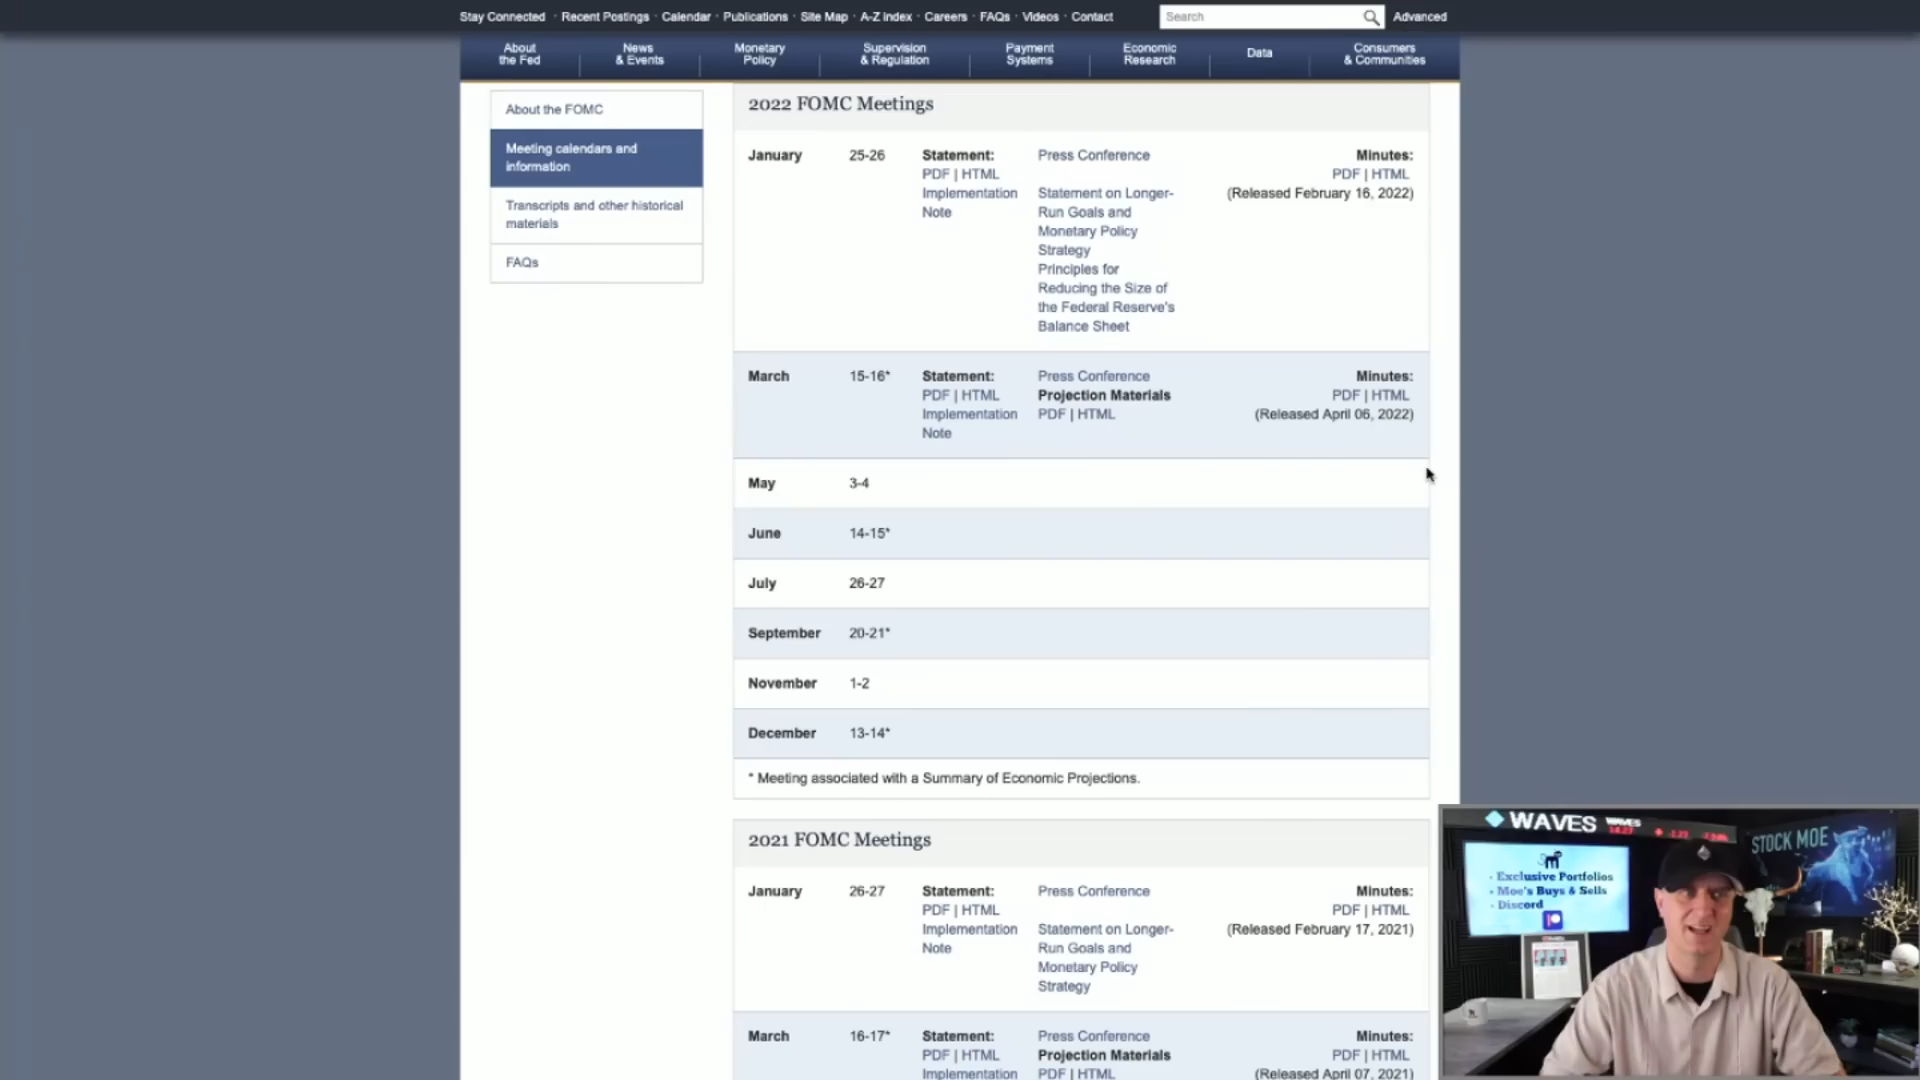 Stay Connected · Recent Postings · Calendar · Publications · Site Map · A-Z Index · Careers · FAQs · Videos · Contact
Search
Advanced
About
the Fed
News
& Events
Monetary
Policy
Supervision
& Regulation
Payment
Systems
Economic
Research
Data
Consumers
& Communities
About the FOMC
Meeting calendars and
information
Transcripts and other historical
materials
FAQs
2022 FOMC Meetings
January
25-26
Statement:
PDF | HTML
Implementation
Note
Press Conference
Statement on Longer-
Run Goals and
Monetary Policy
Strategy
Principles for
Reducing the Size of
the Federal Reserve's
Balance Sheet
Minutes:
PDF | HTML
(Released February 16, 2022)
March
15-16*
Statement:
PDF | HTML
Implementation
Note
Press Conference
Projection Materials
PDF | HTML
Minutes:
PDF | HTML
(Released April 06, 2022)
May 3-4
June 14-15*
July 26-27
September 20-21*
November 1-2
December 13-14*
* Meeting associated with a Summary of Economic Projections.
2021 FOMC Meetings
January
26-27
Statement:
PDF | HTML
Implementation
Note
Press Conference
Statement on Longer-
Run Goals and
Monetary Policy
Strategy
Minutes:
PDF | HTML
(Released February 17, 2021)
March
16-17*
Statement:
PDF | HTML
Implementation
Press Conference
Projection Materials
PDF | HTML
Minutes:
PDF | HTML
(Released April 07, 2021)
WAVES
WAVES
STOCK MOE
· Exclusive Portfolios
· Moe's Buys & Sells
· Discord